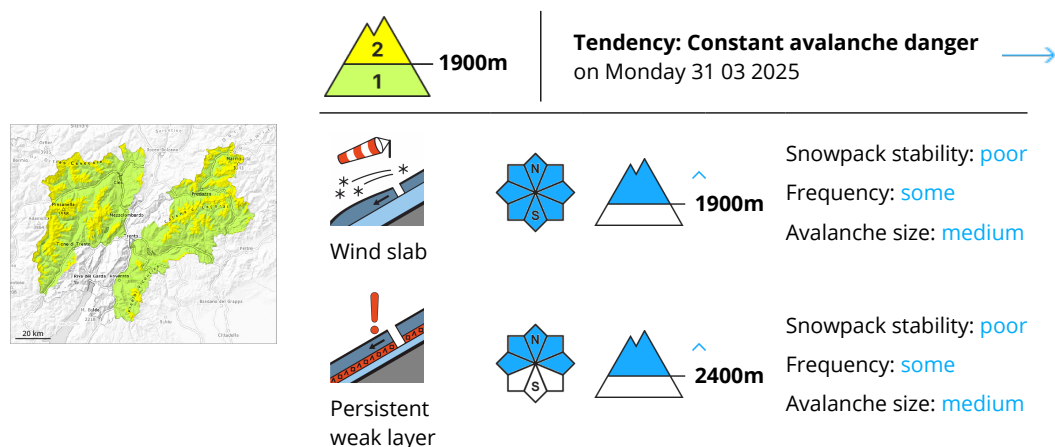 2
1
1900m
Tendency: Constant avalanche danger
on Monday 31 03 2025
20 km
Wind slab
N
S
1900m
Snowpack stability: poor
Frequency: some
Avalanche size: medium
Persistent
weak layer
N
S
2400m
Snowpack stability: poor
Frequency: some
Avalanche size: medium